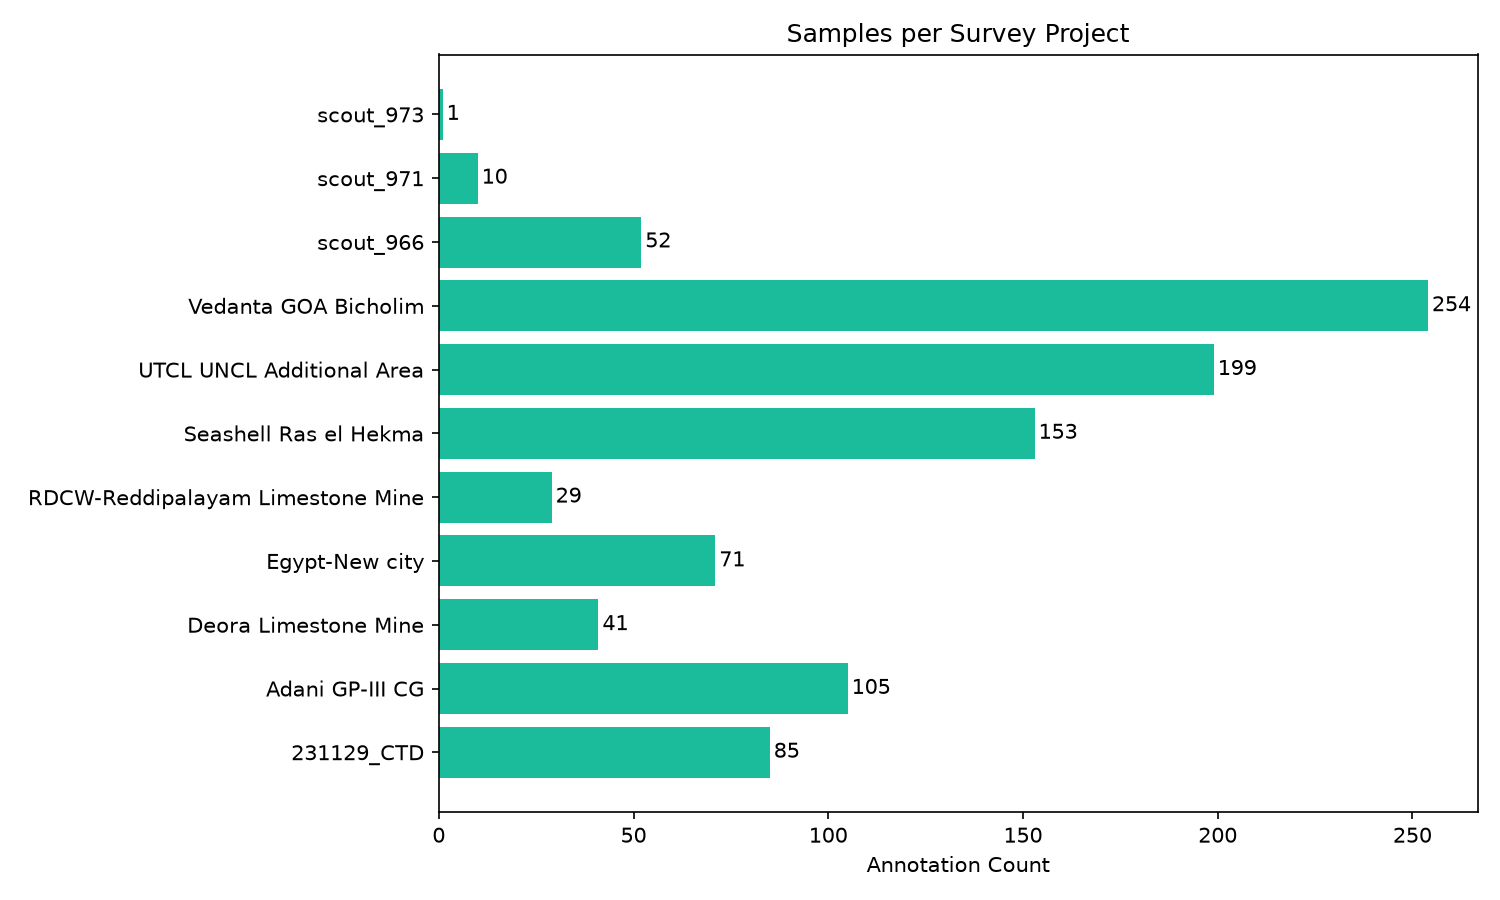 Samples per Survey Project
scout_973 1
scout_971 10
scout_966 52
Vedanta GOA Bicholim 254
UTCL UNCL Additional Area 199
Seashell Ras el Hekma 153
RDCW-Reddipalayam Limestone Mine 29
Egypt-New city 71
Deora Limestone Mine 41
Adani GP-III CG 105
231129_CTD 85
0 50 100 150 200 250
Annotation Count